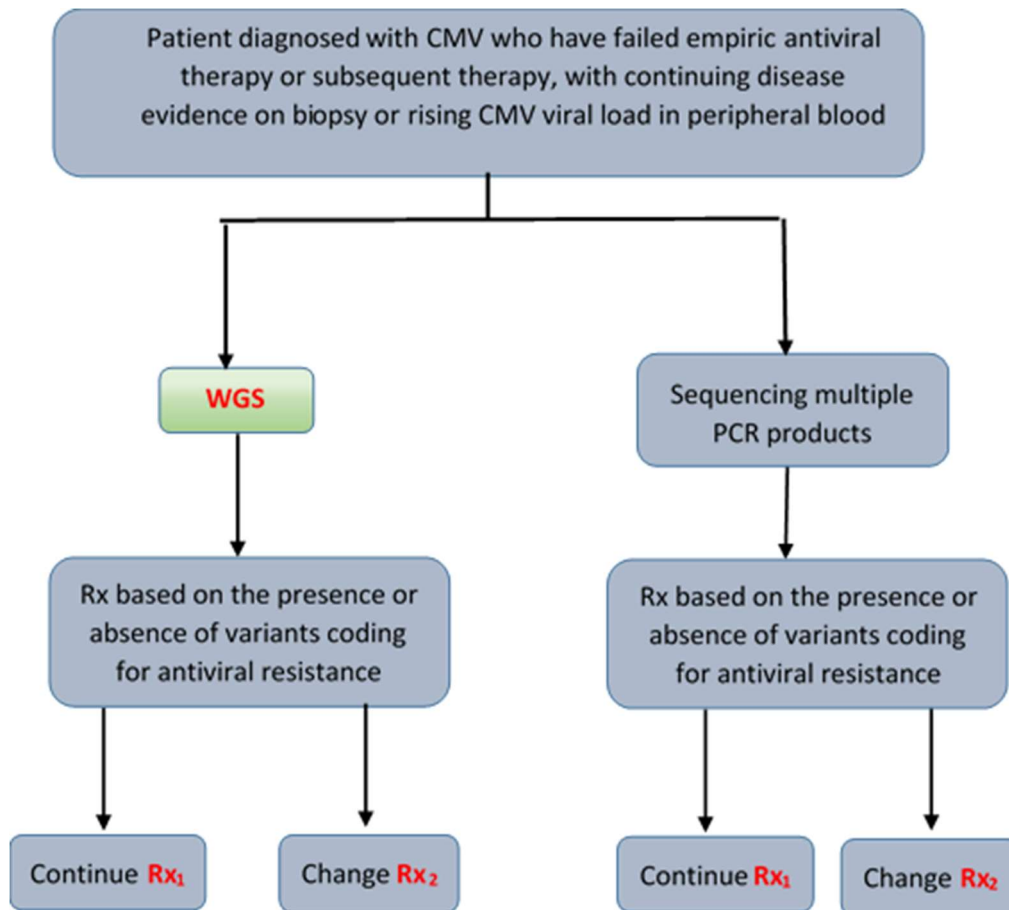 Patient diagnosed with CMV who have failed empiric antiviral
therapy or subsequent therapy, with continuing disease
evidence on biopsy or rising CMV viral load in peripheral blood
WGS
Sequencing multiple
PCR products
Rx based on the presence or
absence of variants coding
for antiviral resistance
Rx based on the presence or
absence of variants coding
for antiviral resistance
Continue Rx₁
Change Rx₂
Continue Rx₁
Change Rx₂